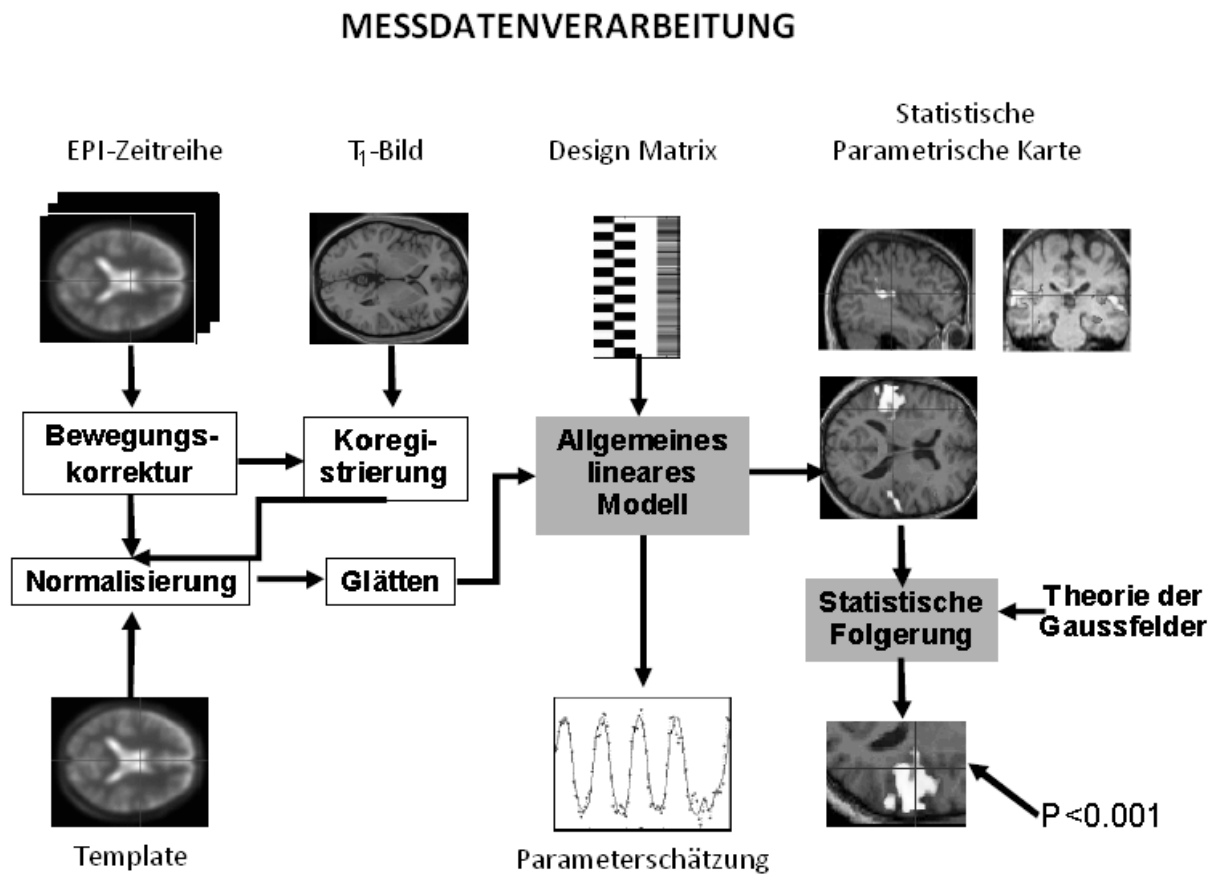 MESSDATENVERARBEITUNG
EPI-Zeitreihe
T₁-Bild
Design Matrix
Statistische
Parametrische Karte
Bewegungs-
korrektur
Koregi-
strierung
Allgemeines
lineares
Modell
Normalisierung
Glätten
Statistische
Folgerung
Theorie der
Gaussfelder
Template
Parameterschätzung
P<0.001